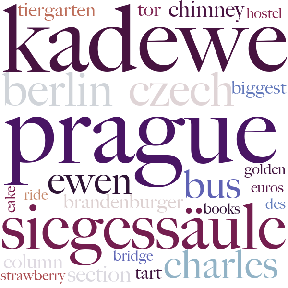 tiergarten tor chimney hostel
kadewe
berlin czech biggest
prague
cake ride ewen bus golden euros
brandenburger books des
siegessäule
column bridge charles
strawberry section tart